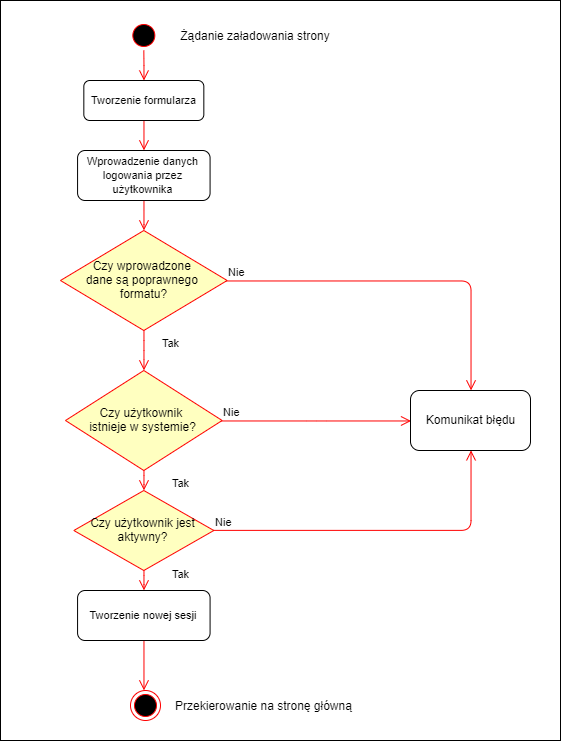 Żądanie załadowania strony
Tworzenie formularza
Wprowadzenie danych
logowania przez
użytkownika
Czy wprowadzone
dane są poprawnego
formatu?
Nie
Tak
Czy użytkownik
istnieje w systemie?
Nie
Komunikat błędu
Tak
Czy użytkownik jest
aktywny?
Nie
Tak
Tworzenie nowej sesji
Przekierowanie na stronę główną